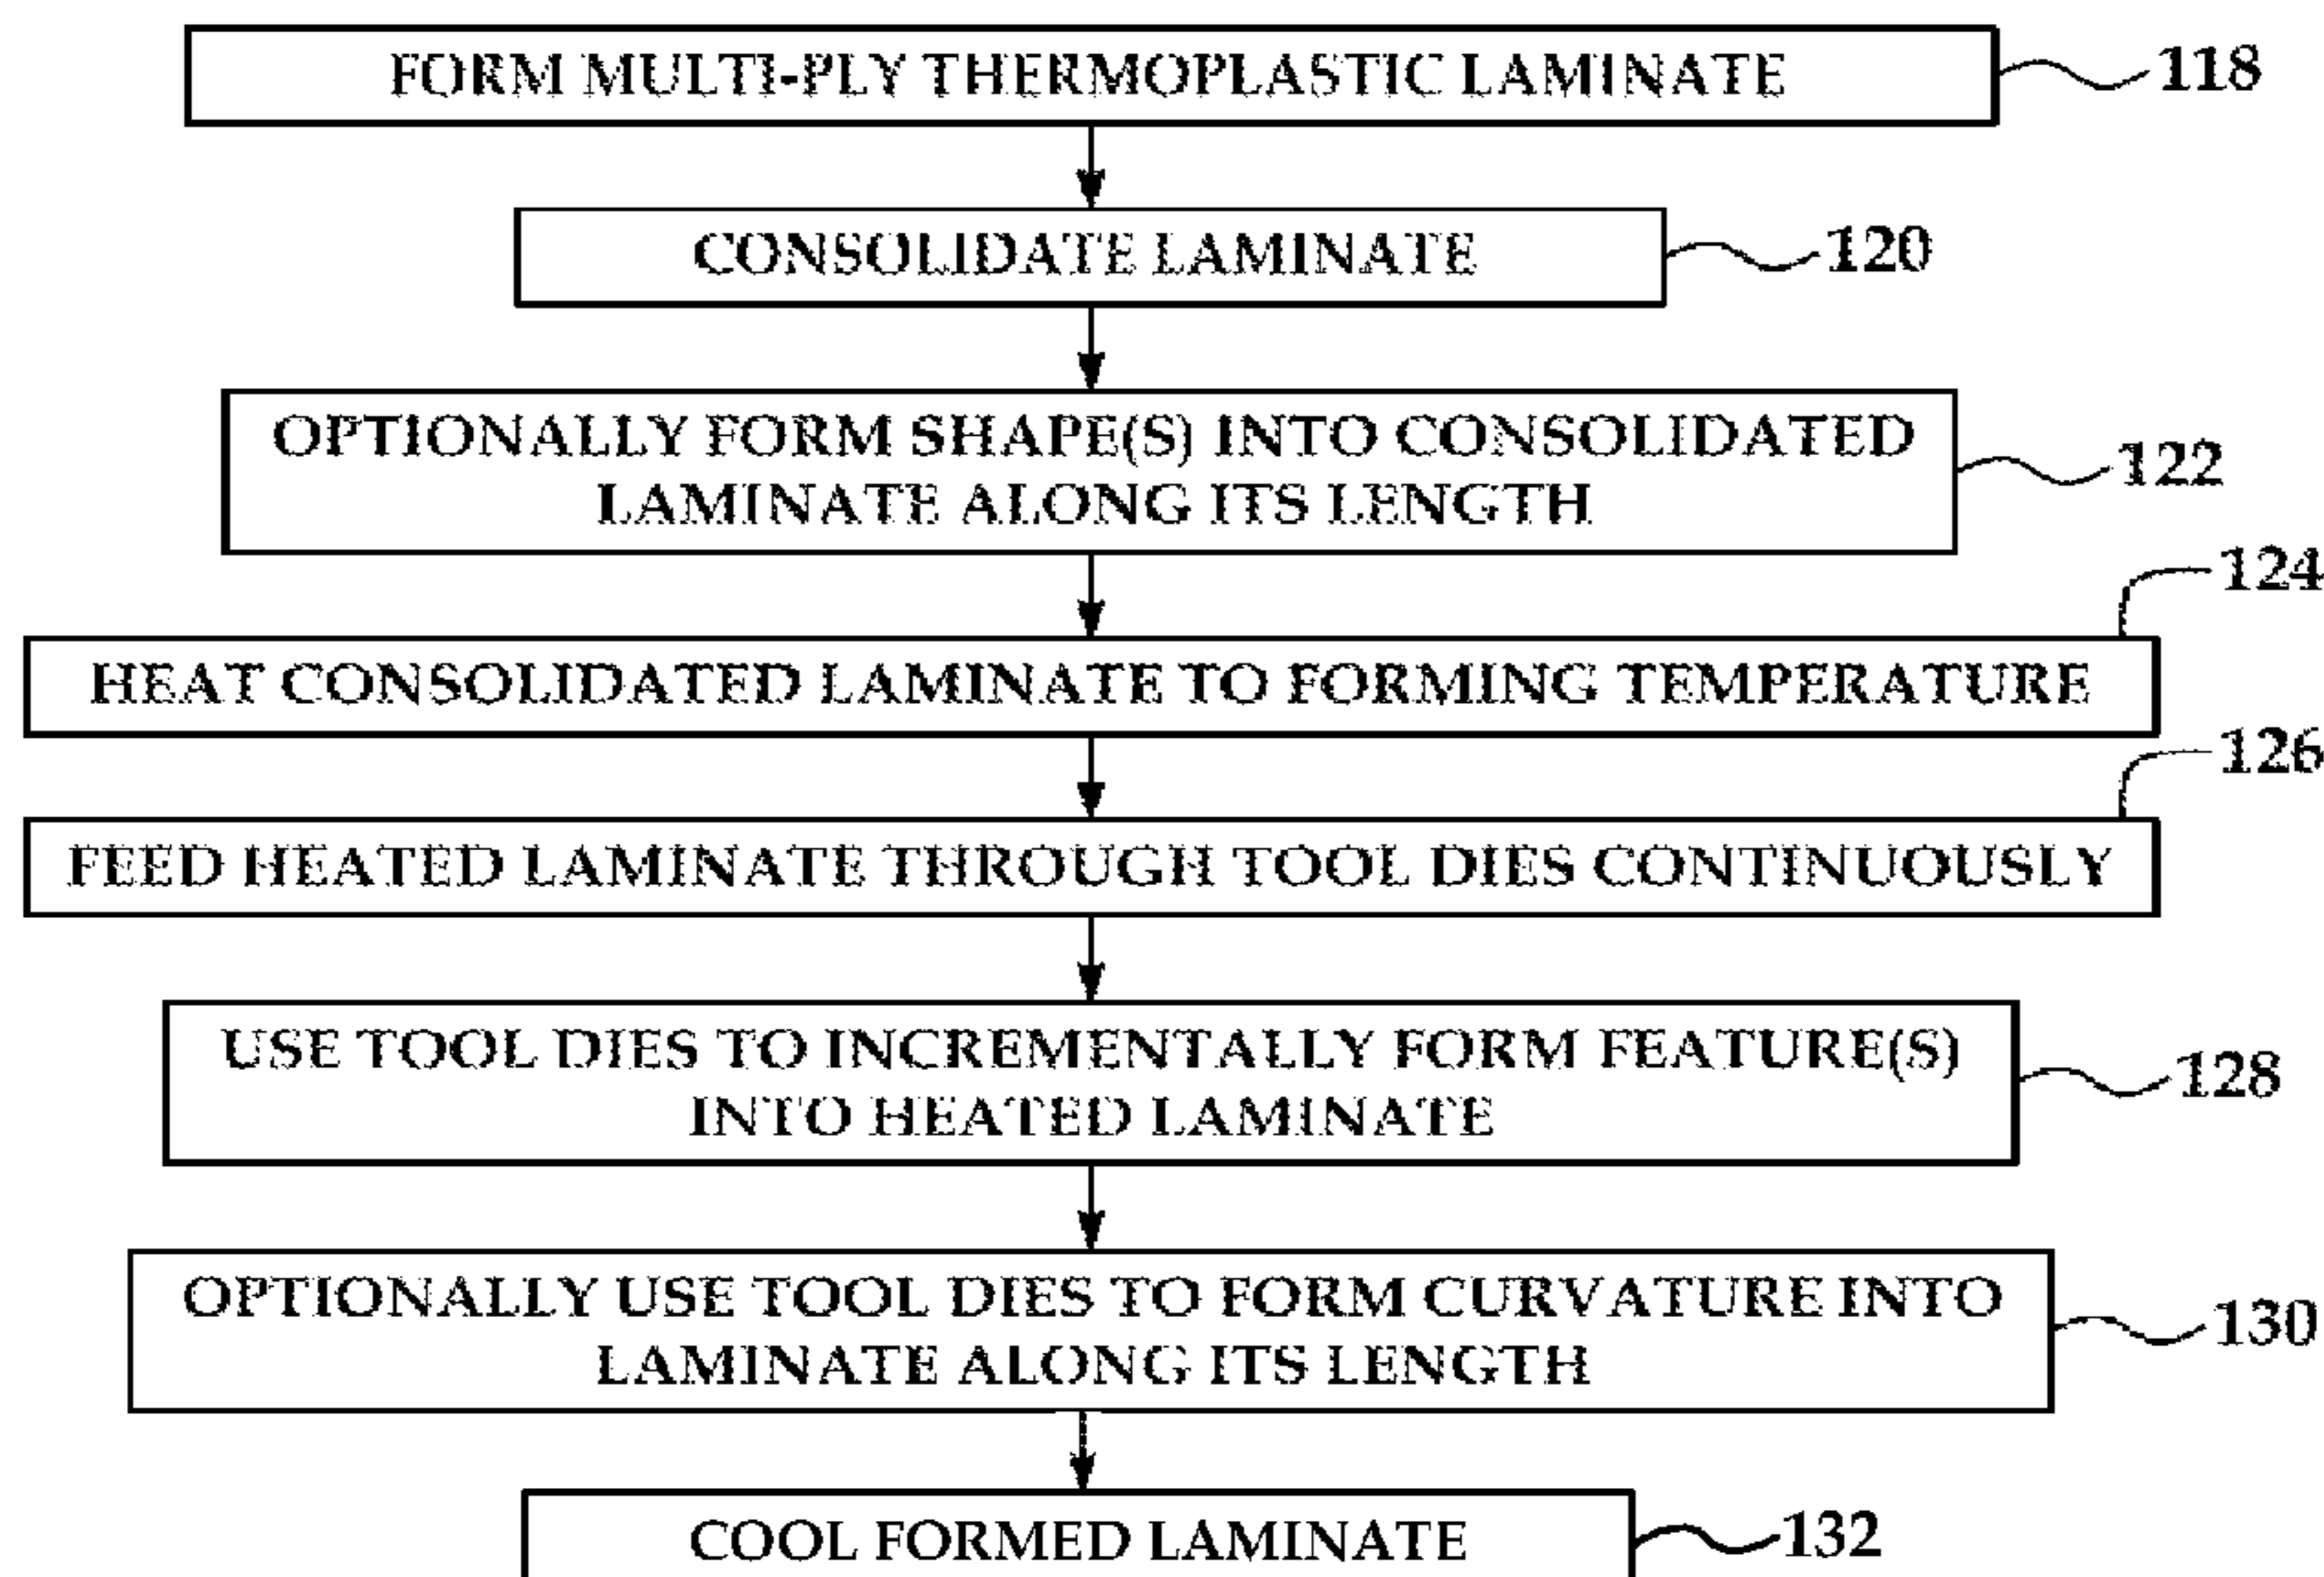 FORM MULTI-PLY THERMOPLASTIC LAMINATE
118
CONSOLIDATE LAMINATE
120
OPTIONALLY FORM SHAPE(S) INTO CONSOLIDATED
LAMINATE ALONG ITS LENGTH
122
124
HEAT CONSOLIDATED LAMINATE TO FORMING TEMPERATURE
126
FEED HEATED LAMINATE THROUGH TOOL DIES CONTINUOUSLY
USE TOOL DIES TO INCREMENTALLY FORM FEATURE(S)
INTO HEATED LAMINATE
128
OPTIONALLY USE TOOL DIES TO FORM CURVATURE INTO
LAMINATE ALONG ITS LENGTH
130
COOL FORMED LAMINATE
132